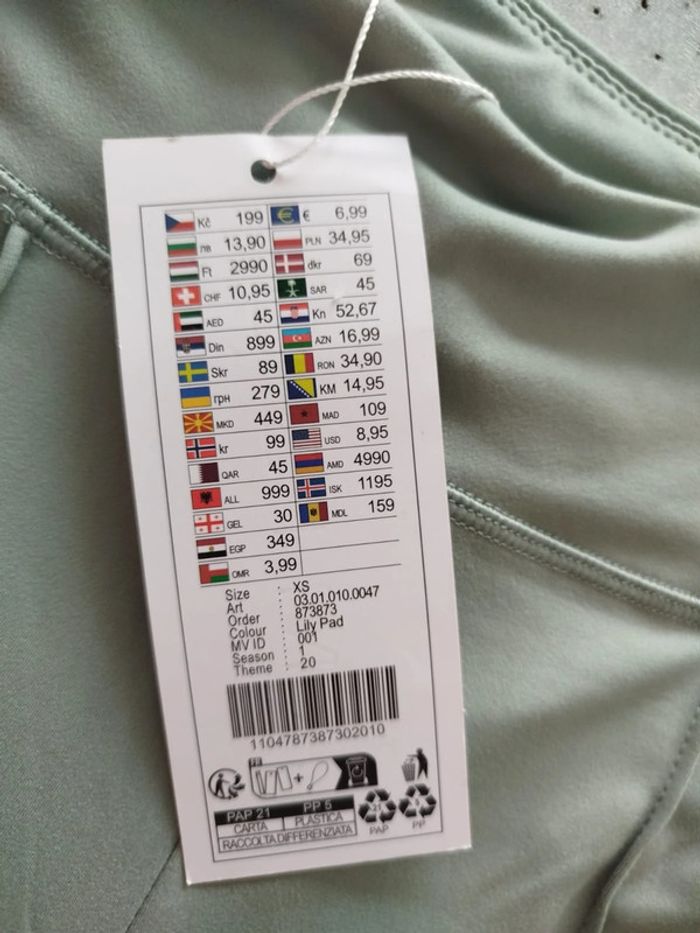 Kč 199 € 6,99
лв 13,90 PLN 34,95
Ft 2990 dkr 69
CHF 10,95 SAR 45
AED 45 Kn 52,67
Din 899 AZN 16,99
Skr 89 RON 34,90
грн 279 KM 14,95
MKD 449 MAD 109
kr 99 USD 8,95
QAR 45 AMD 4990
ALL 999 ISK 1195
GEL 30 MDL 159
EGP 349
OMR 3,99
Size : XS
Art : 03.01.010.0047
Order : 873873
Colour : Lily Pad
MV ID : 001
Season : 1
Theme : 20
1104787387302010
FR
+
PAP 21 PP 5
CARTA PLASTICA
RACCOLTA DIFFERENZIATA
21 5
PAP PP